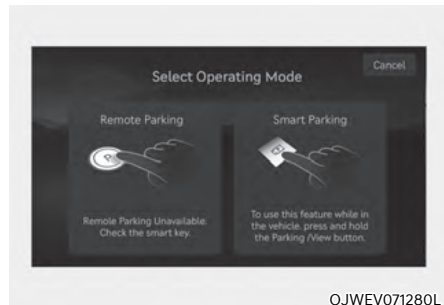 Cancel
Select Operating Mode
Remote Parking
Remote Parking Unavailable.
Check the smart key.
Smart Parking
To use this feature while in
the vehicle, press and hold
the Parking /View button.
OJWEV071280L